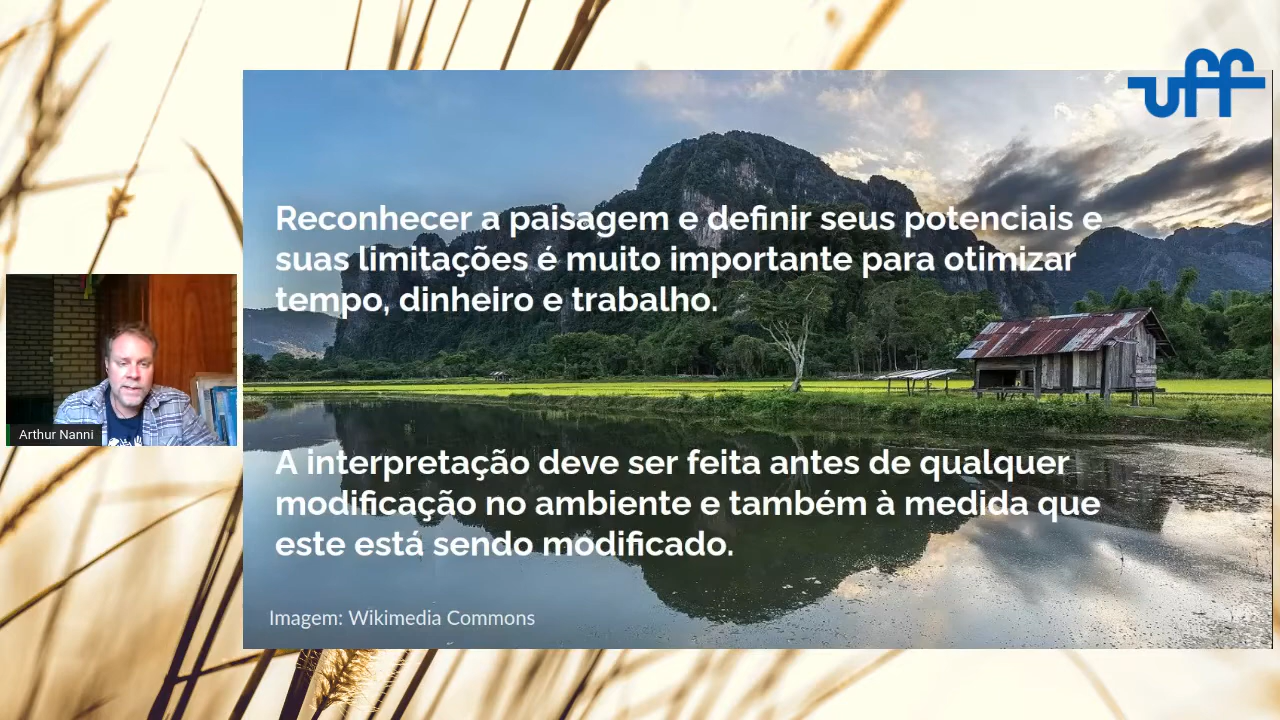 uff
Reconhecer a paisagem e definir seus potenciais e
suas limitações é muito importante para otimizar
tempo, dinheiro e trabalho.
Arthur Nanni
A interpretação deve ser feita antes de qualquer
modificação no ambiente e também à medida que
este está sendo modificado.
Imagem: Wikimedia Commons